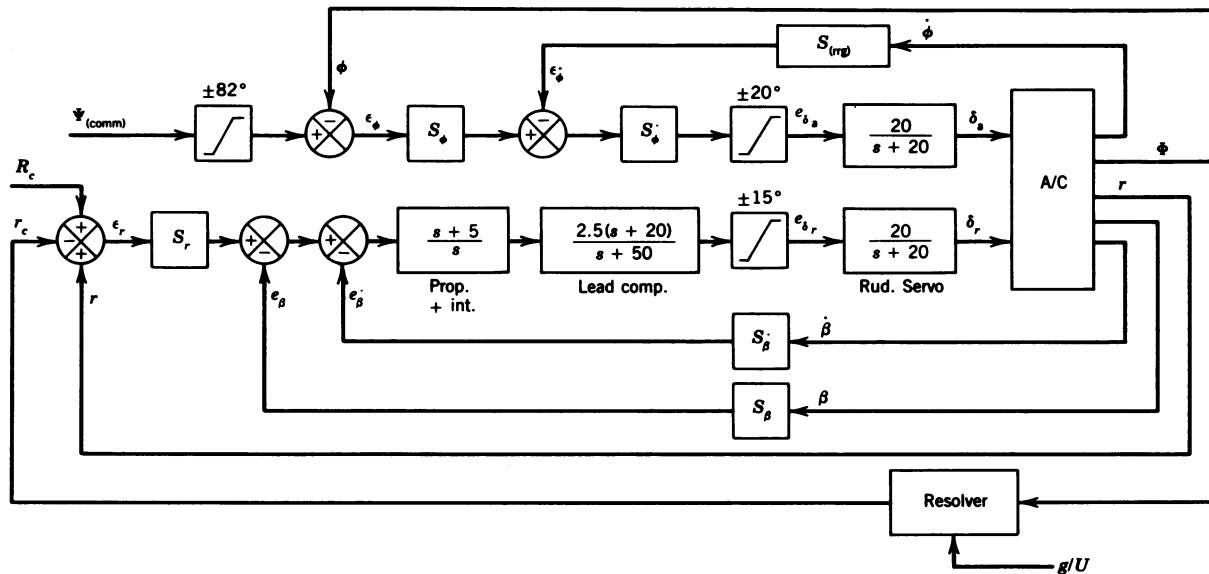 φ̇
S(rrg)
ϵφ̇
φ
±82°
±20°
Ψ(comm)
ϵφ
Sφ
Sφ̇
eδa
20
s + 20
δa
A/C
Φ
r
Rc
rc
ϵr
Sr
s + 5
s
Prop.
+ int.
2.5(s + 20)
s + 50
Lead comp.
±15°
eδr
20
s + 20
Rud. Servo
δr
r
eβ
eβ̇
Sβ̇
β̇
Sβ
β
Resolver
g/U
+
−
+
−
+
−
+
+
−
+
−